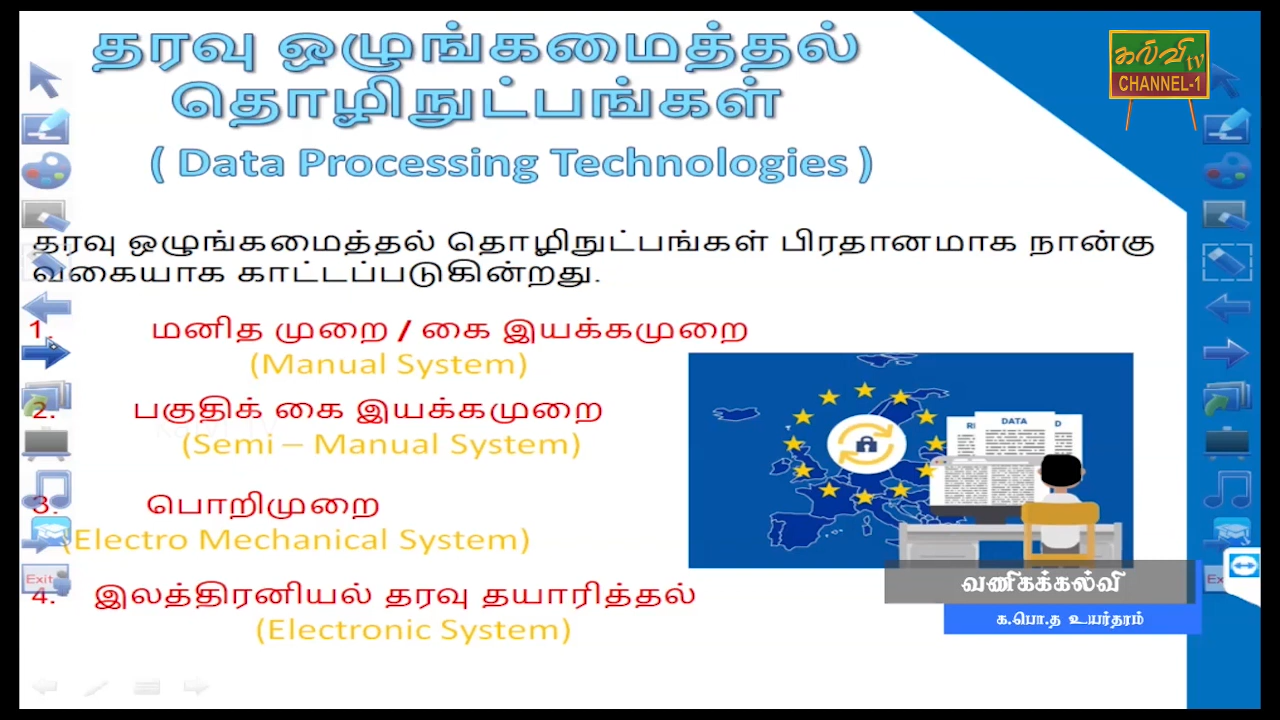 தரவு ஒழுங்கமைத்தல்
தொழிநுட்பங்கள்
( Data Processing Technologies )
கல்வி tv
CHANNEL-1
தரவு ஒழுங்கமைத்தல் தொழிநுட்பங்கள் பிரதானமாக நான்கு
வகையாக காட்டப்படுகின்றது.
1. மனித முறை / கை இயக்கமுறை
(Manual System)
2. பகுதிக் கை இயக்கமுறை
(Semi – Manual System)
3. பொறிமுறை
(Electro Mechanical System)
4. இலத்திரனியல் தரவு தயாரித்தல்
(Electronic System)
DATA
வணிகக்கல்வி
க.பொ.த உயர்தரம்
Exit